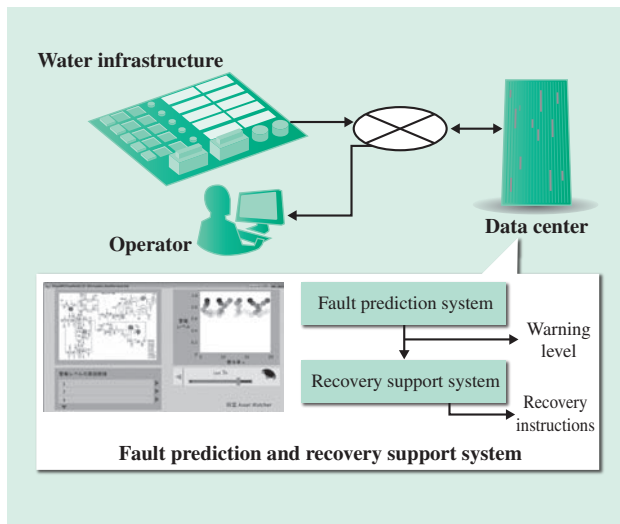 Water infrastructure
Operator
Data center
Fault prediction system
Warning
level
Recovery support system
Recovery
instructions
Fault prediction and recovery support system